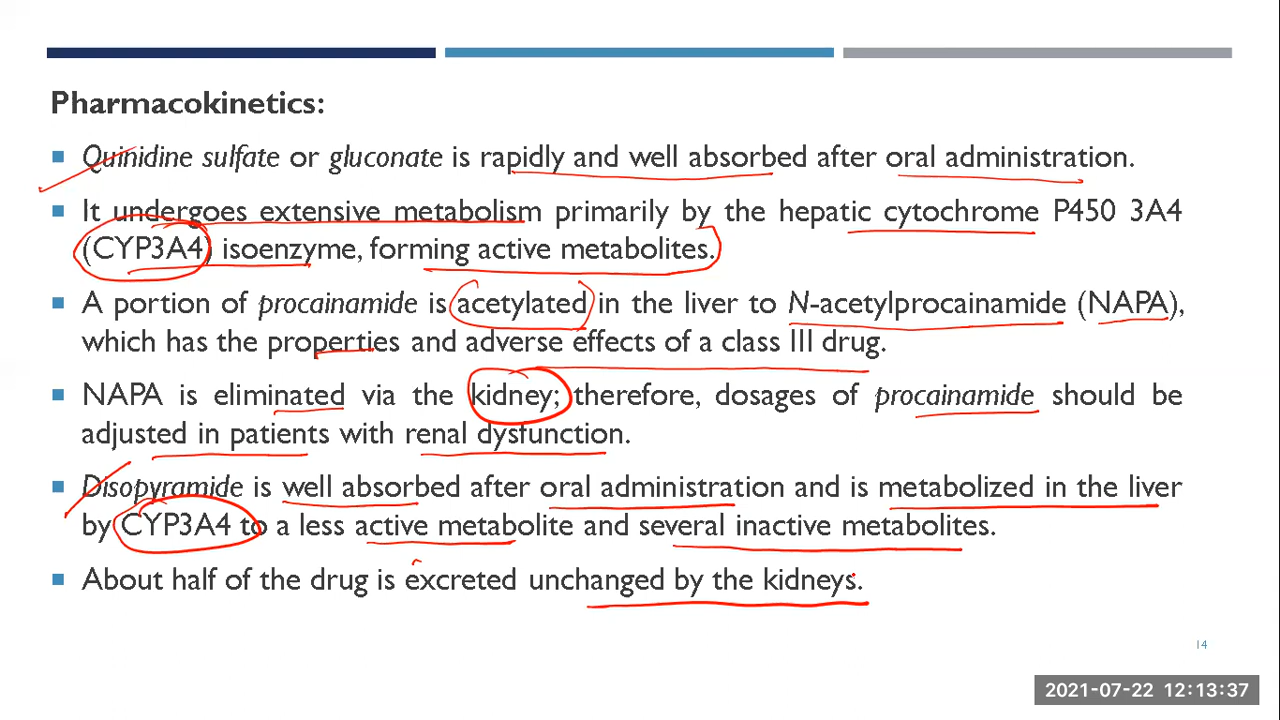 Pharmacokinetics:
Quinidine sulfate or gluconate is rapidly and well absorbed after oral administration.
It undergoes extensive metabolism primarily by the hepatic cytochrome P450 3A4
(CYP3A4) isoenzyme, forming active metabolites.
A portion of procainamide is acetylated in the liver to N-acetylprocainamide (NAPA),
which has the properties and adverse effects of a class III drug.
NAPA is eliminated via the kidney; therefore, dosages of procainamide should be
adjusted in patients with renal dysfunction.
Disopyramide is well absorbed after oral administration and is metabolized in the liver
by CYP3A4 to a less active metabolite and several inactive metabolites.
About half of the drug is excreted unchanged by the kidneys.
14
2021-07-22 12:13:37